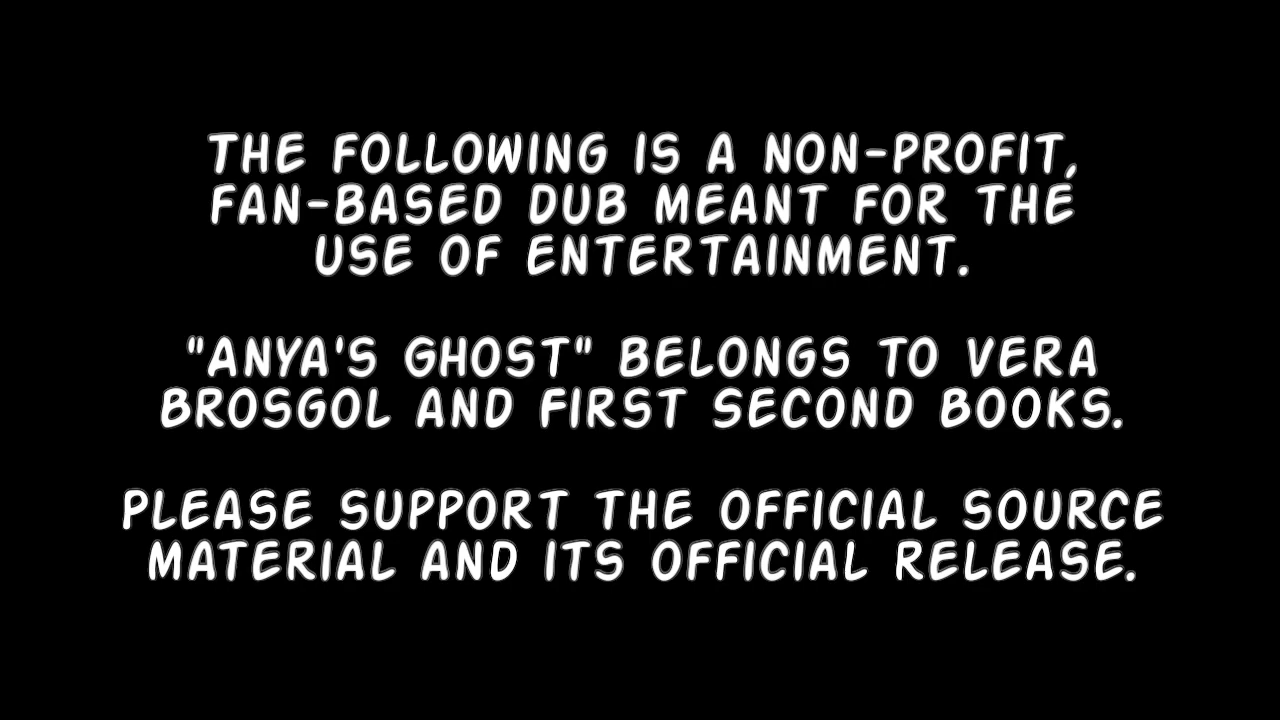 THE FOLLOWING IS A NON-PROFIT,
FAN-BASED DUB MEANT FOR THE
USE OF ENTERTAINMENT.
"ANYA'S GHOST" BELONGS TO VERA
BROSGOL AND FIRST SECOND BOOKS.
PLEASE SUPPORT THE OFFICIAL SOURCE
MATERIAL AND ITS OFFICIAL RELEASE.